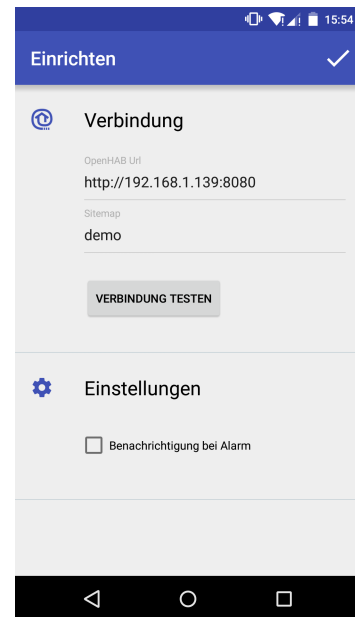 15:54
Einrichten
Verbindung
OpenHAB Url
http://192.168.1.139:8080
Sitemap
demo
VERBINDUNG TESTEN
Einstellungen
Benachrichtigung bei Alarm